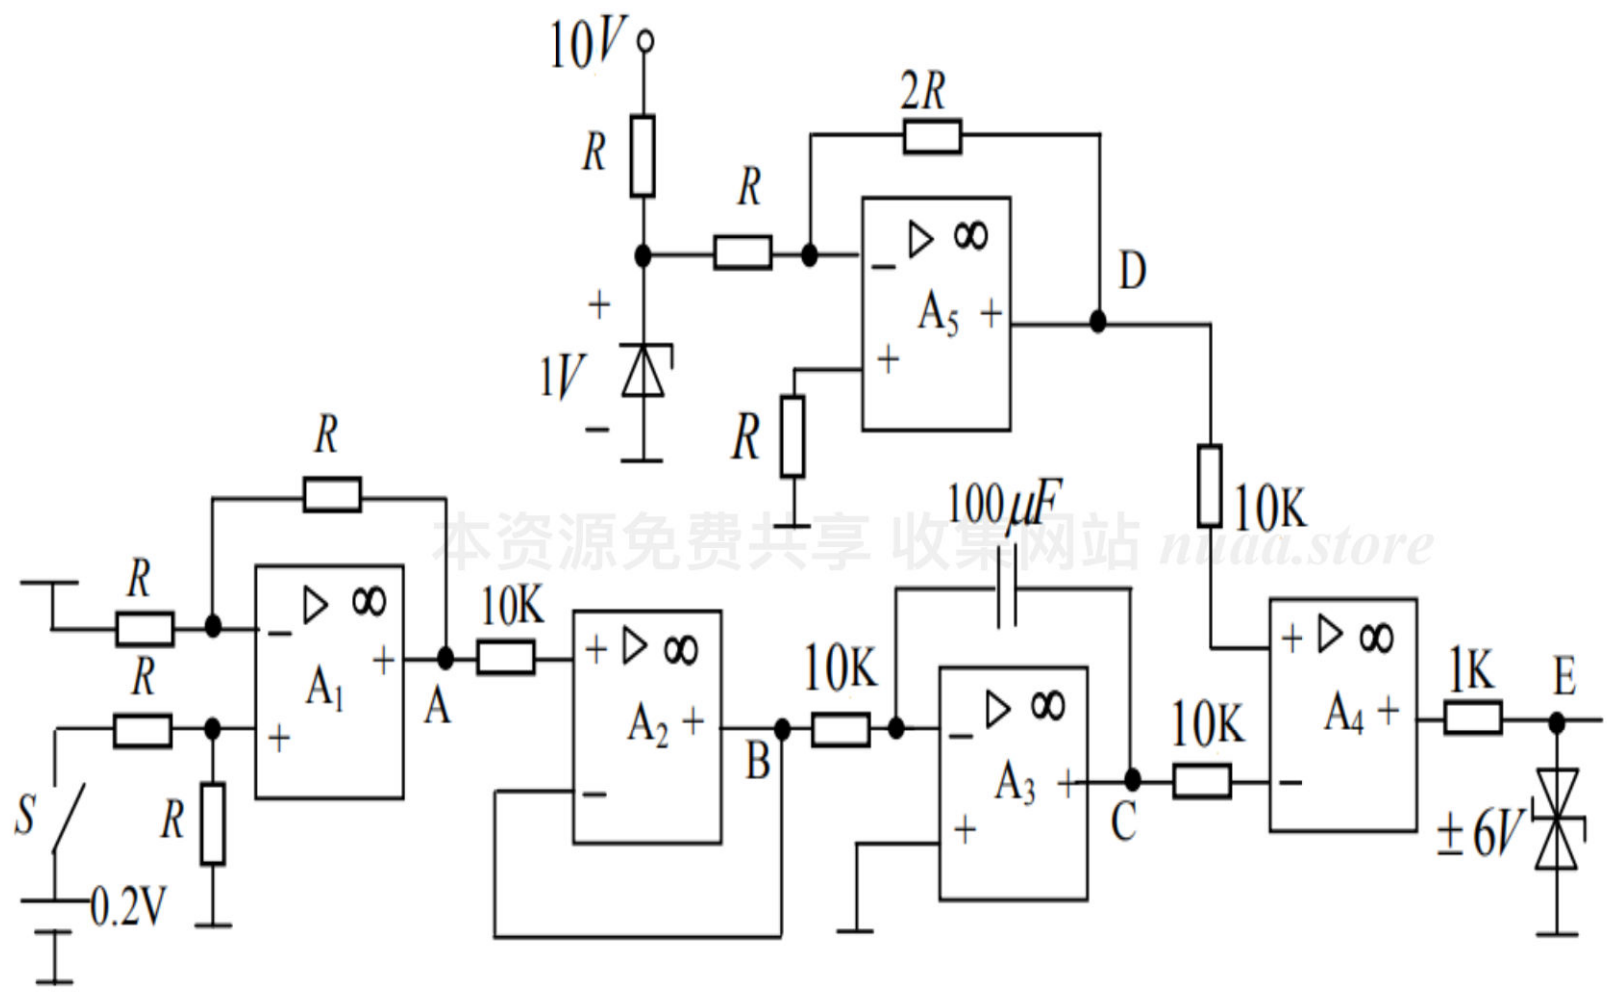 10V
2R
R
R
▷ ∞
−
D
+
A5 +
1V
+
−
R
R
100μF
10K
本资源免费共享 收集网站 nuaa.store
R
▷ ∞
10K
−
+
+ ▷ ∞
10K
+ ▷ ∞
1K
E
R
A1
A
A2 +
B
▷ ∞
10K
A4 +
+
−
−
S
R
A3 +
C
−
± 6V
+
0.2V